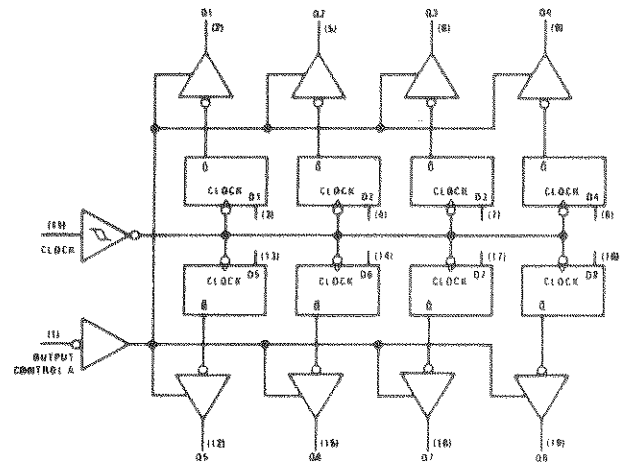 Q1 Q2 Q3 Q4
(2) (5) (6) (9)
Q Q Q Q
CLOCK D1 CLOCK D2 CLOCK D3 CLOCK D4
(3) (4) (7) (8)
(11)
CLOCK
(13) (14) (17) (18)
CLOCK D5 CLOCK D6 CLOCK D7 CLOCK D8
Q Q Q Q
(1)
OUTPUT
CONTROL A
(12) (15) (16) (19)
Q5 Q6 Q7 Q8